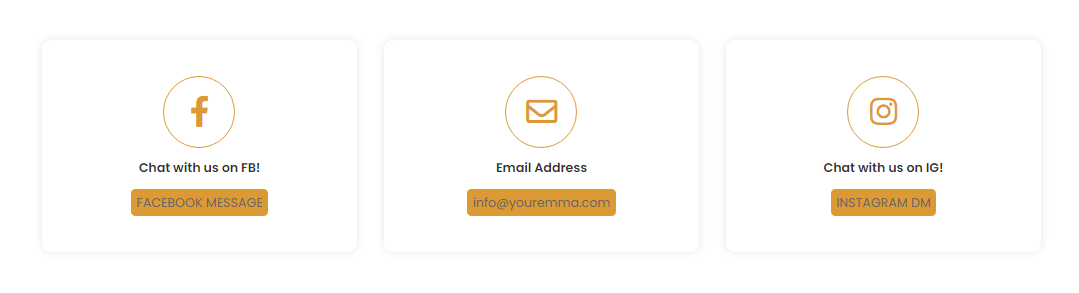 Chat with us on FB!
FACEBOOK MESSAGE
Email Address
info@youremma.com
Chat with us on IG!
INSTAGRAM DM